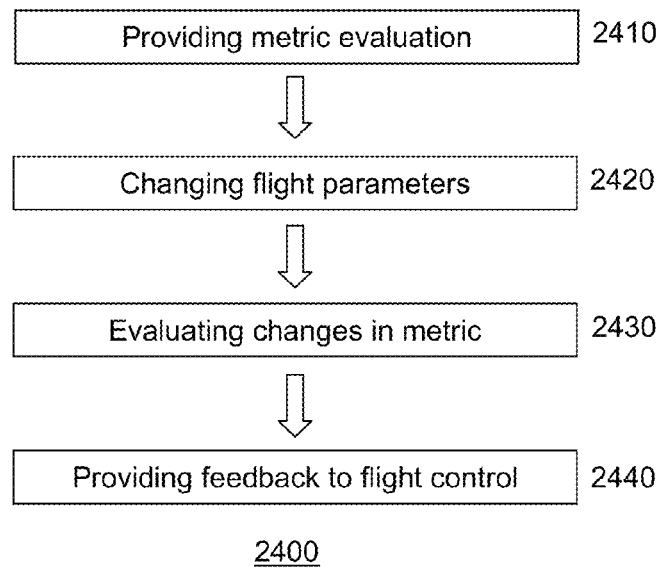 Providing metric evaluation 2410
Changing flight parameters 2420
Evaluating changes in metric 2430
Providing feedback to flight control 2440
2400